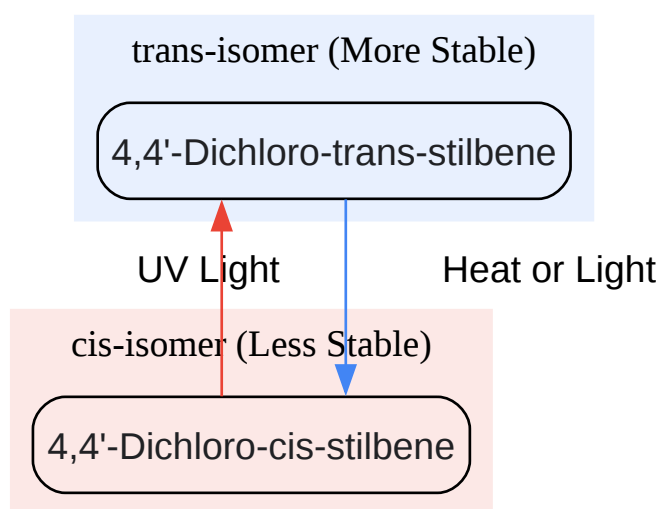 trans-isomer (More Stable)
4,4'-Dichloro-trans-stilbene
UV Light
Heat or Light
cis-isomer (Less Stable)
4,4'-Dichloro-cis-stilbene